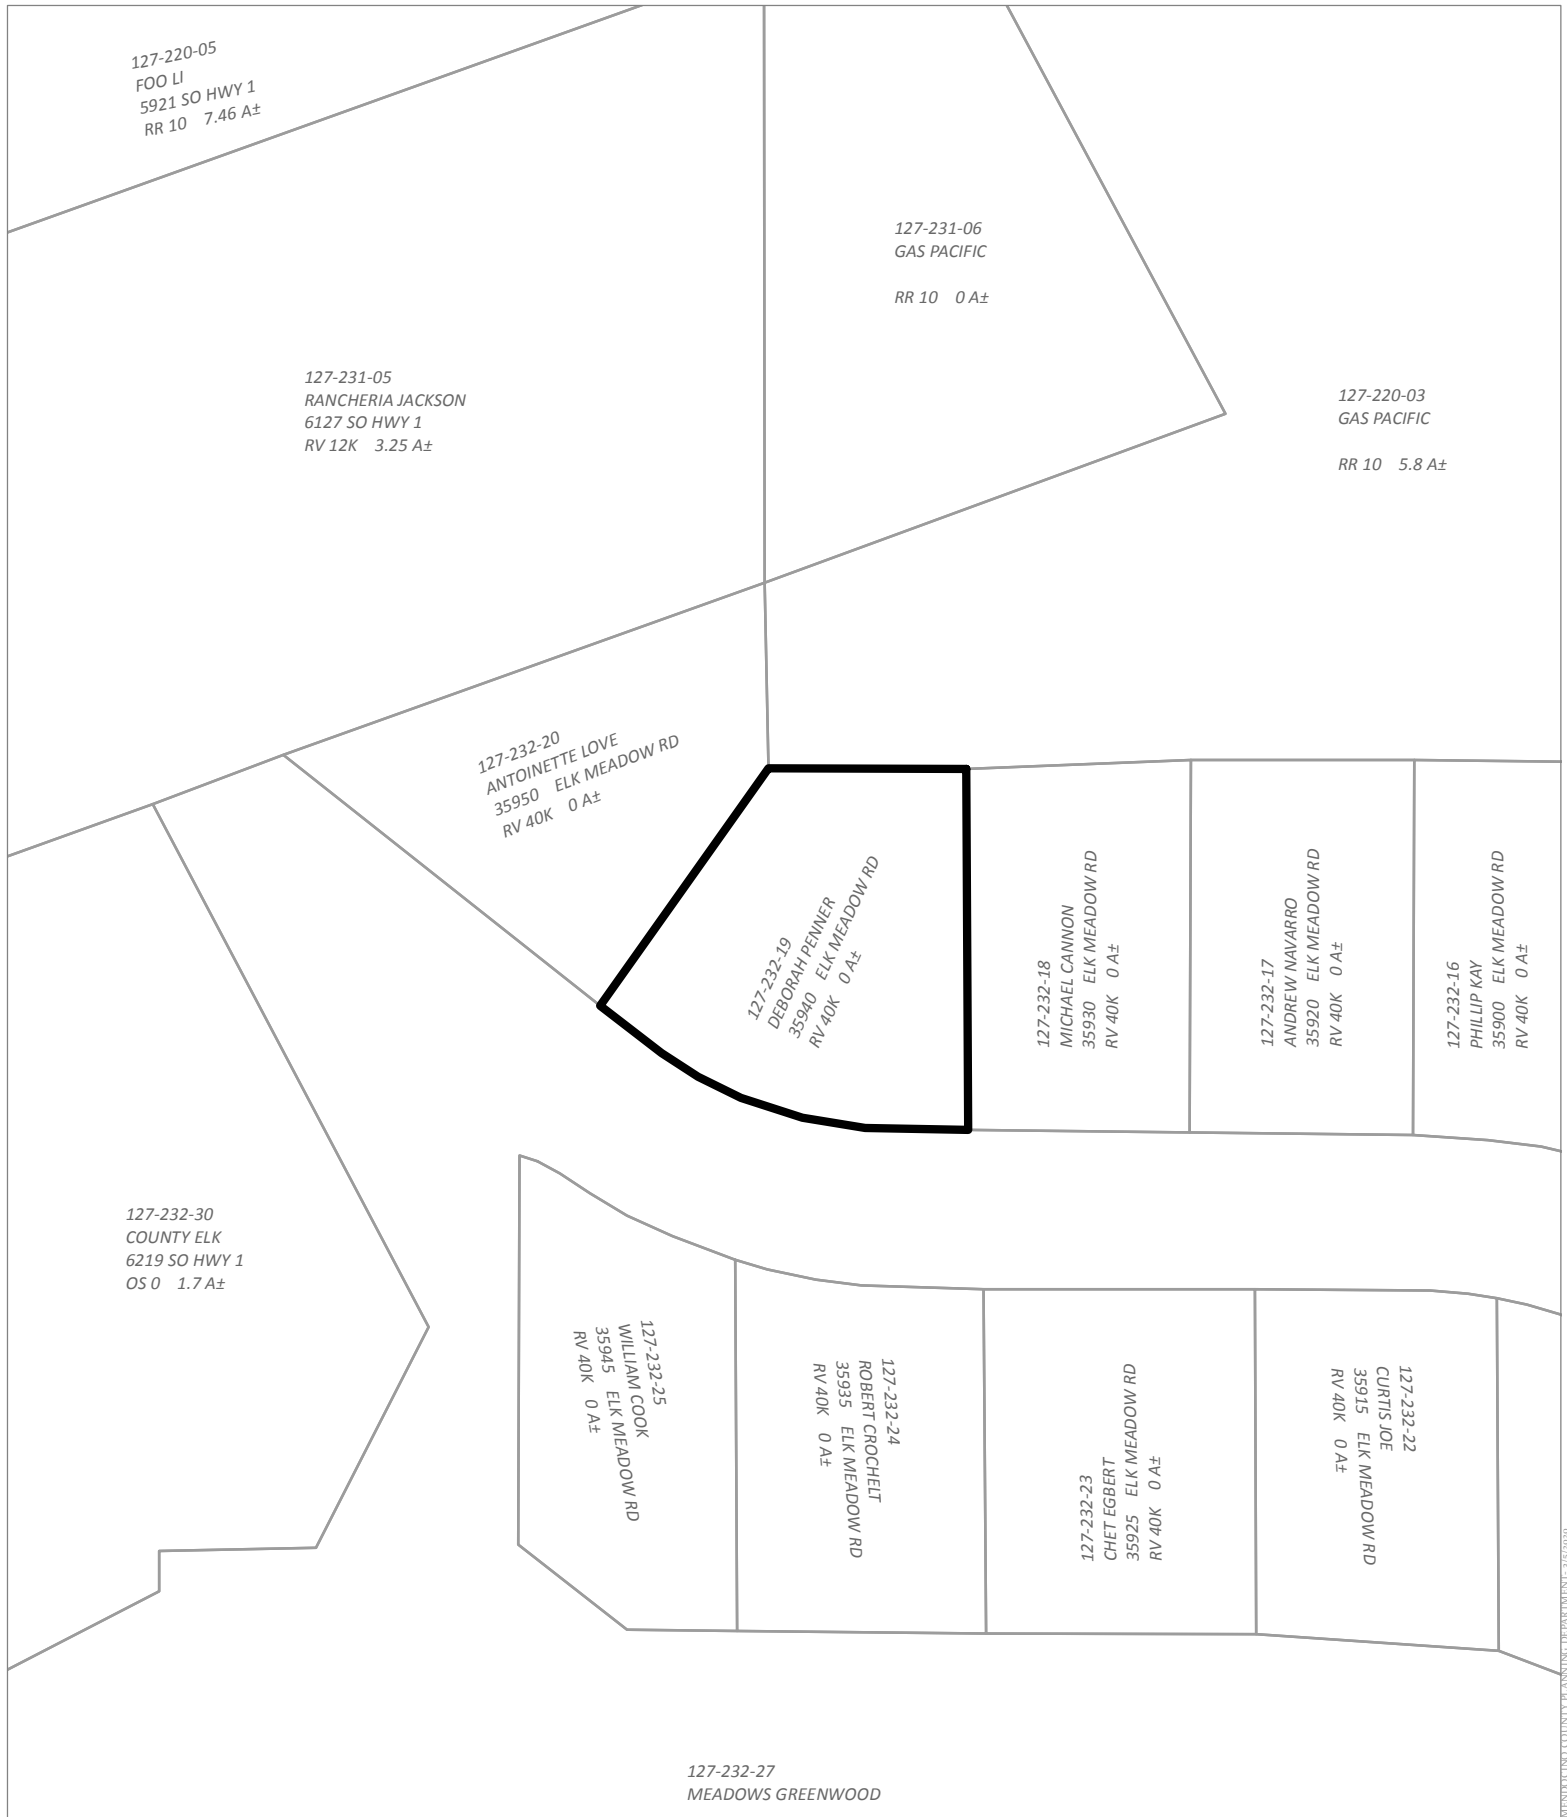 127-220-05
FOO LI
5921 SO HWY 1
RR 10 7.46 A±
127-231-06
GAS PACIFIC
RR 10 0 A±
127-231-05
RANCHERIA JACKSON
6127 SO HWY 1
RV 12K 3.25 A±
127-220-03
GAS PACIFIC
RR 10 5.8 A±
127-232-20
ANTOINETTE LOVE
35950 ELK MEADOW RD
RV 40K 0 A±
127-232-19
DEBORAH PENNER
35940 ELK MEADOW RD
RV 40K 0 A±
127-232-18
MICHAEL CANNON
35930 ELK MEADOW RD
RV 40K 0 A±
127-232-17
ANDREW NAVARRO
35920 ELK MEADOW RD
RV 40K 0 A±
127-232-16
PHILLIP KAY
35900 ELK MEADOW RD
RV 40K 0 A±
127-232-30
COUNTY ELK
6219 SO HWY 1
OS 0 1.7 A±
127-232-25
WILLIAM COOK
35945 ELK MEADOW RD
RV 40K 0 A±
127-232-24
ROBERT CROCHELT
35935 ELK MEADOW RD
RV 40K 0 A±
127-232-23
CHET EGBERT
35925 ELK MEADOW RD
RV 40K 0 A±
127-232-22
CURTIS JOE
35915 ELK MEADOW RD
RV 40K 0 A±
127-232-27
MEADOWS GREENWOOD
COUNTY PLANNING DEPARTMENT